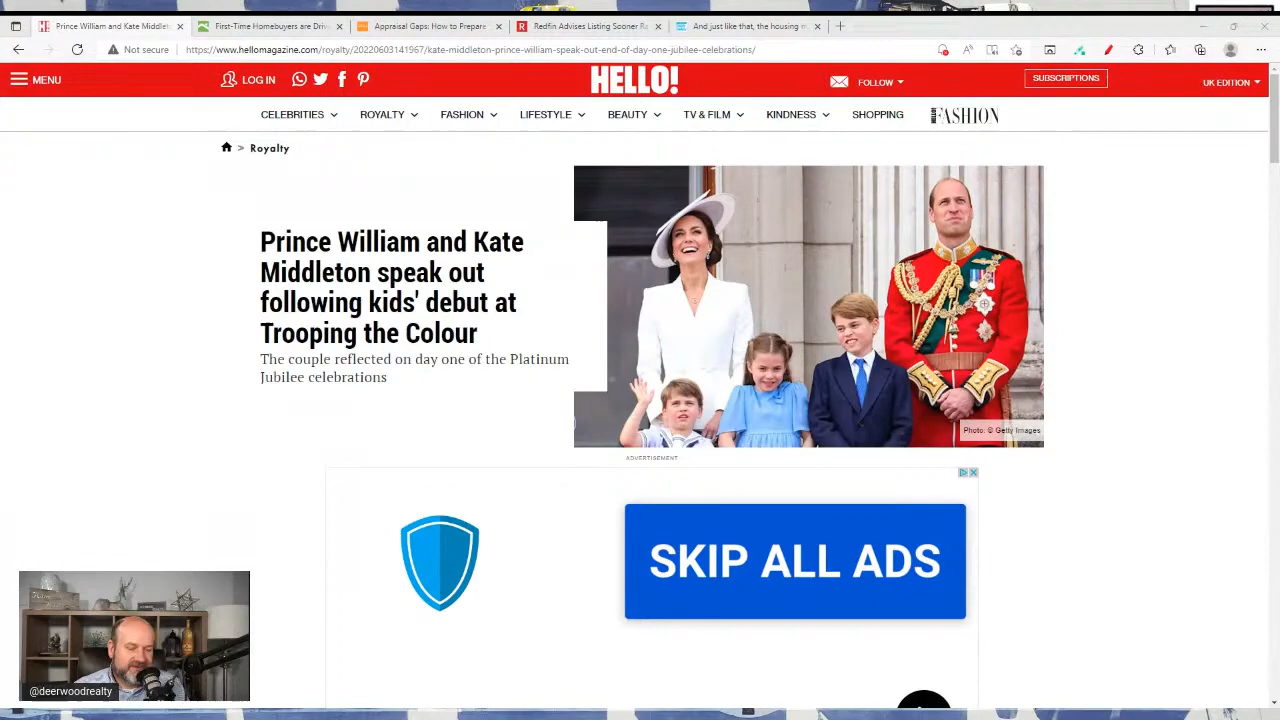 Prince William and Kate Middleto
First-Time Homebuyers are Driv
Appraisal Gaps: How to Prepare
Redfin Advises Listing Sooner Ra
And just like that, the housing m
Not secure
https://www.hellomagazine.com/royalty/20220603141967/kate-middleton-prince-william-speak-out-end-of-day-one-jubilee-celebrations/
MENU
LOG IN
HELLO!
FOLLOW
SUBSCRIPTIONS
UK EDITION
CELEBRITIES
ROYALTY
FASHION
LIFESTYLE
BEAUTY
TV & FILM
KINDNESS
SHOPPING
HELLO! FASHION
> Royalty
Prince William and Kate
Middleton speak out
following kids' debut at
Trooping the Colour
The couple reflected on day one of the Platinum
Jubilee celebrations
Photo: © Getty Images
ADVERTISEMENT
SKIP ALL ADS
@deerwoodrealty